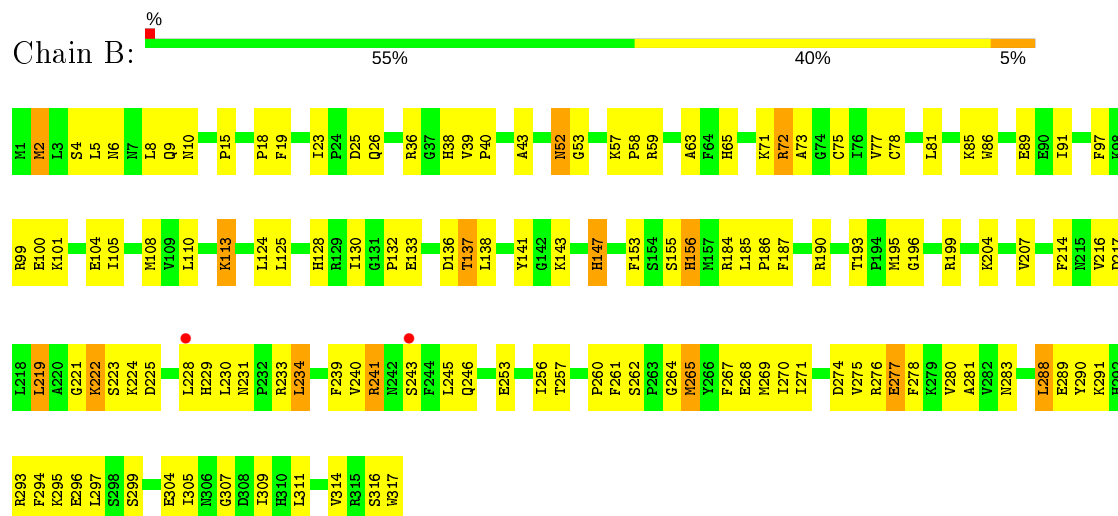 %
Chain B:
55% 40% 5%
M1 M2 L3 S4 L5 N6 N7 L8 Q9 N10 P15 P18 F19 I23 P24 D25 Q26 R36 G37 H38 V39 P40 A43 N52 G53 K57 P58 R59 A63 F64 H65 K71 R72 A73 G74 C75 I76 V77 C78 L81 K85 W86 E89 E90 I91 F97 K98
R99 E100 K101 E104 I105 M108 V109 L110 K113 L124 L125 H128 R129 I130 G131 P132 E133 D136 T137 L138 Y141 G142 K143 H147 F153 S154 S155 H156 M157 R184 L185 P186 F187 R190 T193 P194 M195 G196 R199 K204 V207 F214 N215 V216 D217
L218 L219 A220 G221 K222 S223 K224 D225 L228 H229 L230 N231 P232 R233 L234 F239 V240 R241 N242 S243 F244 L245 Q246 E253 I256 T257 P260 F261 S262 P263 G264 M265 Y266 F267 E268 M269 I270 I271 D274 V275 R276 E277 F278 K279 V280 A281 V282 N283 L288 E289 Y290 K291 H292
R293 F294 K295 E296 L297 S298 S299 E304 I305 N306 G307 D308 I309 H310 L311 V314 R315 S316 W317